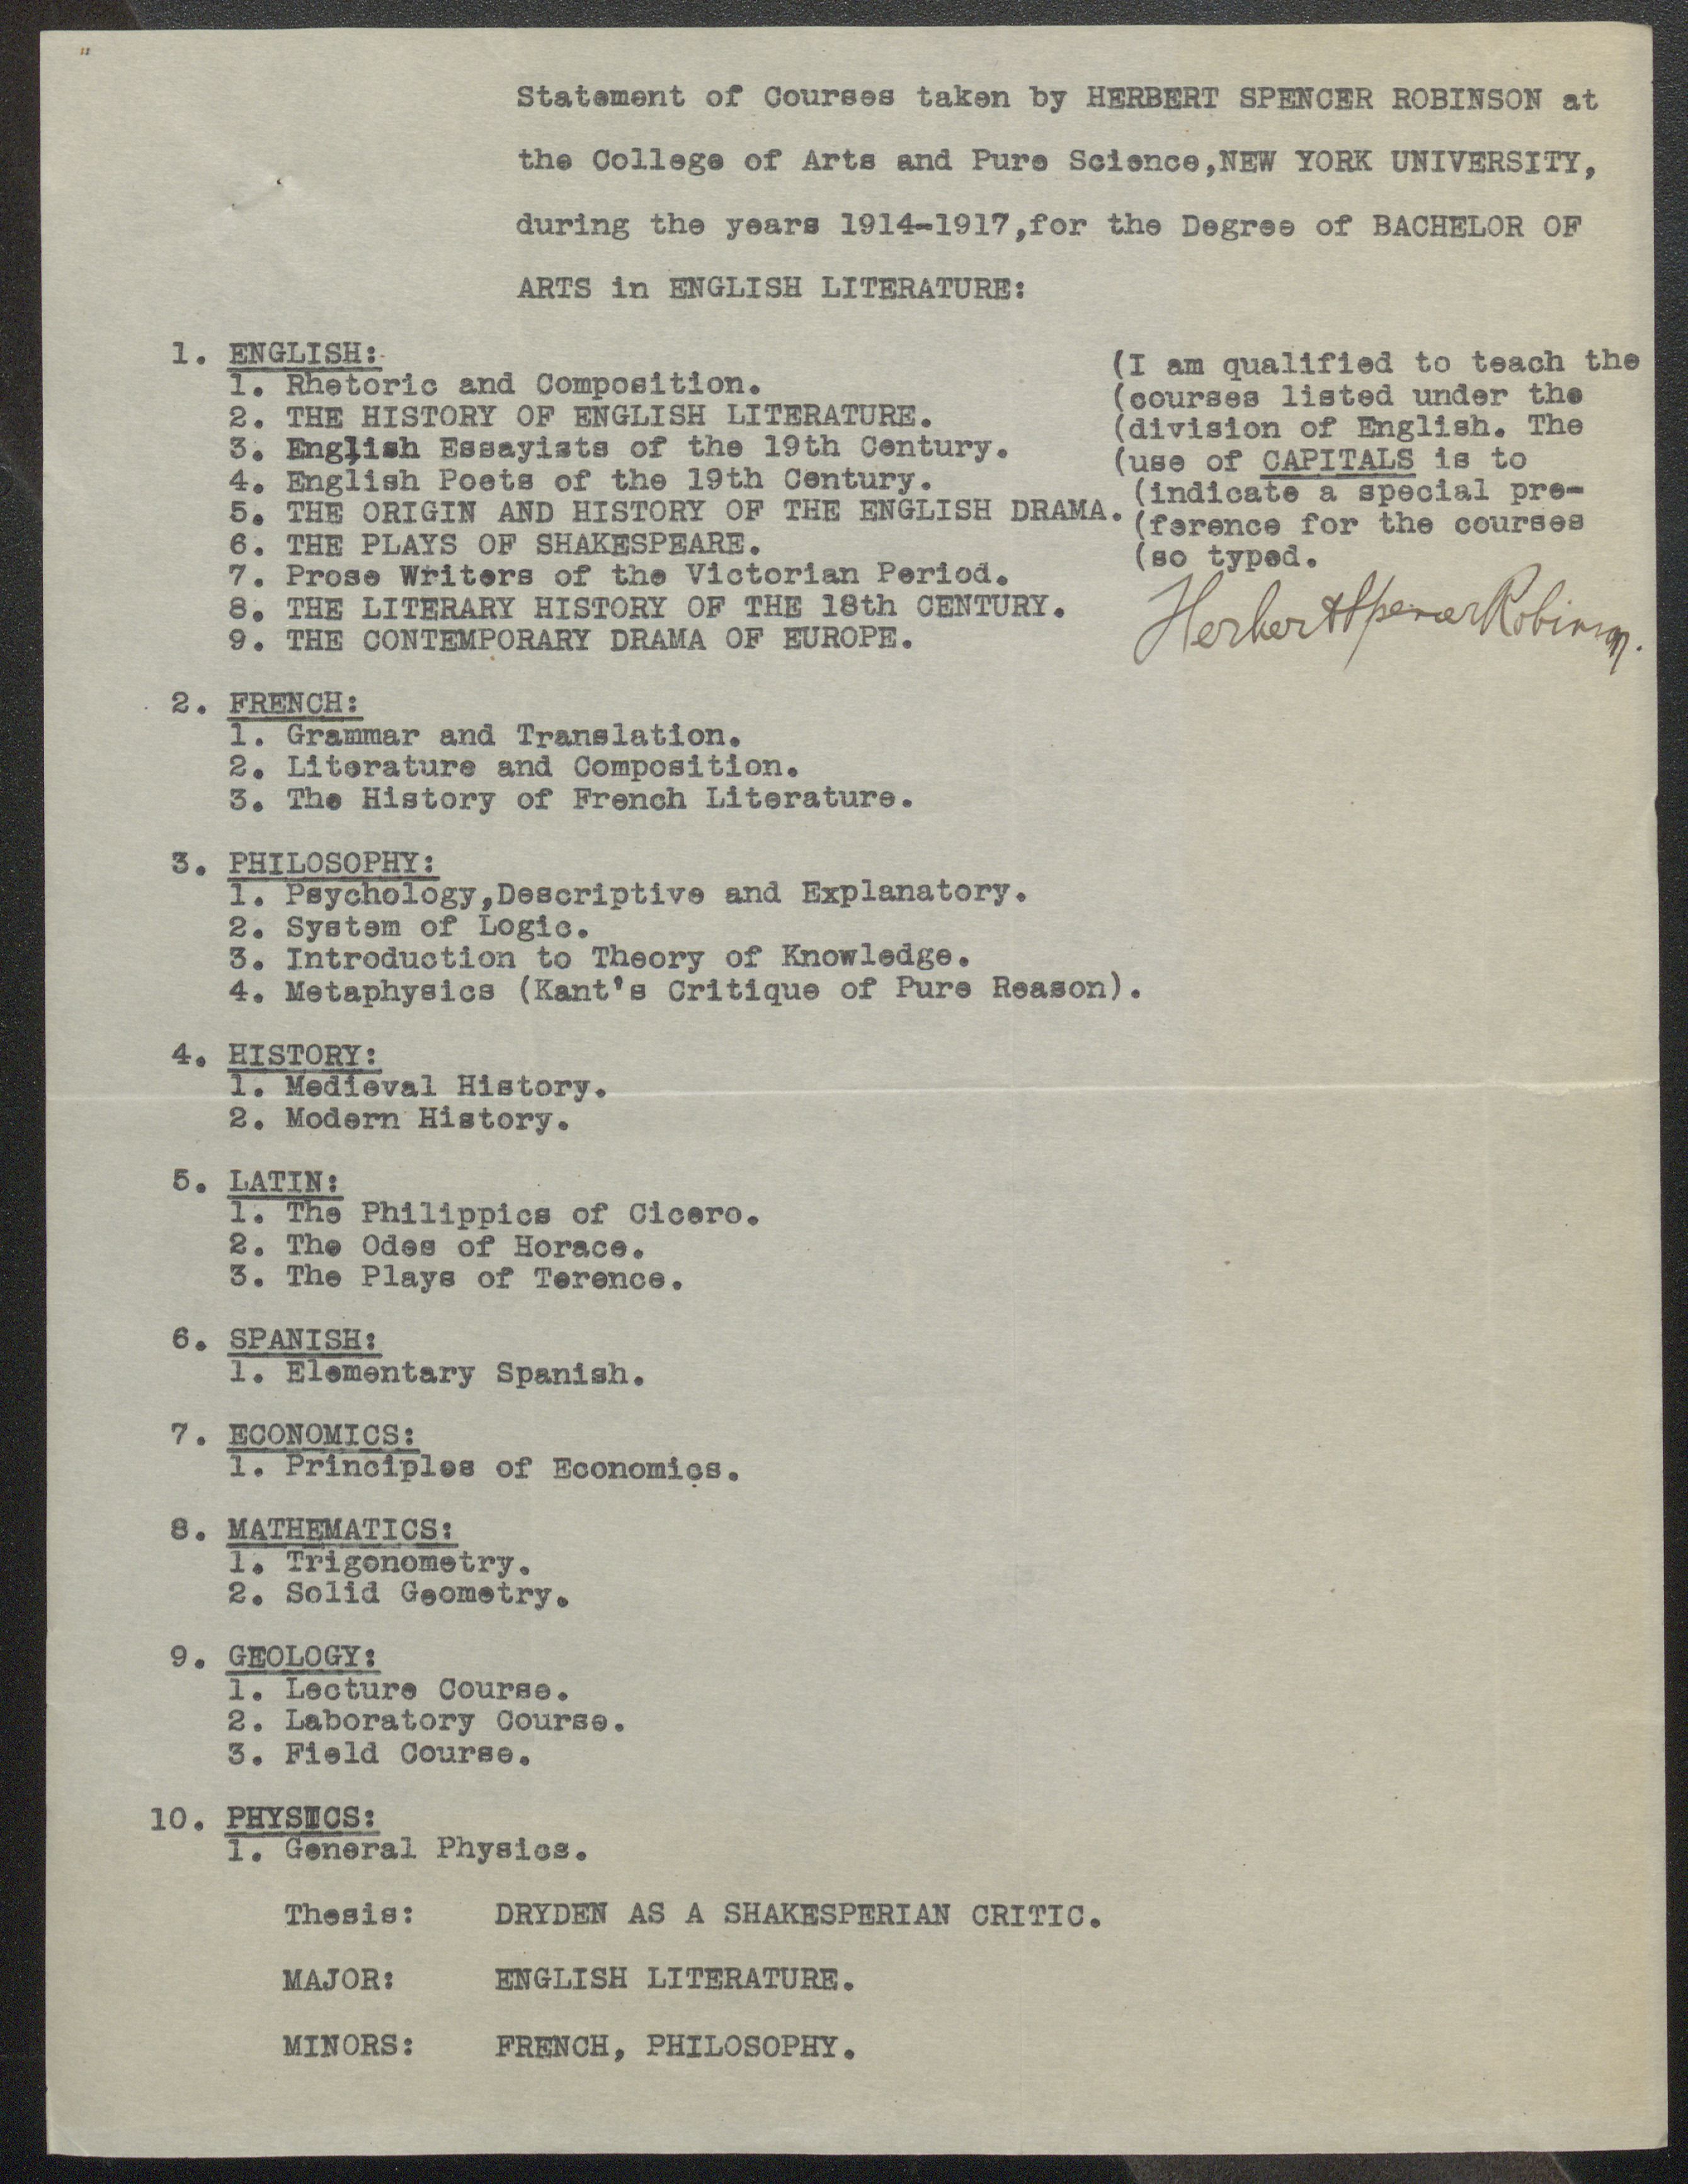 Statement of Courses taken by HERBERT SPENCER ROBINSON at
the College of Arts and Pure Science,NEW YORK UNIVERSITY,
during the years 1914-1917,for the Degree of BACHELOR OF
ARTS in ENGLISH LITERATURE:
1. ENGLISH:
1. Rhetoric and Composition.
2. THE HISTORY OF ENGLISH LITERATURE.
3. English Essayists of the 19th Century.
4. English Poets of the 19th Century.
5. THE ORIGIN AND HISTORY OF THE ENGLISH DRAMA.
6. THE PLAYS OF SHAKESPEARE.
7. Prose Writers of the Victorian Period.
8. THE LITERARY HISTORY OF THE 18th CENTURY.
9. THE CONTEMPORARY DRAMA OF EUROPE.
(I am qualified to teach the
(courses listed under the
(division of English. The
(use of CAPITALS is to
(indicate a special pre-
(ference for the courses
(so typed.
Herbert Spencer Robinson.
2. FRENCH:
1. Grammar and Translation.
2. Literature and Composition.
3. The History of French Literature.
3. PHILOSOPHY:
1. Psychology,Descriptive and Explanatory.
2. System of Logic.
3. Introduction to Theory of Knowledge.
4. Metaphysics (Kant's Critique of Pure Reason).
4. HISTORY:
1. Medieval History.
2. Modern History.
5. LATIN:
1. The Philippics of Cicero.
2. The Odes of Horace.
3. The Plays of Terence.
6. SPANISH:
1. Elementary Spanish.
7. ECONOMICS:
1. Principles of Economics.
8. MATHEMATICS:
1. Trigonometry.
2. Solid Geometry.
9. GEOLOGY:
1. Lecture Course.
2. Laboratory Course.
3. Field Course.
10. PHYSICS:
1. General Physics.
Thesis: DRYDEN AS A SHAKESPERIAN CRITIC.
MAJOR: ENGLISH LITERATURE.
MINORS: FRENCH, PHILOSOPHY.